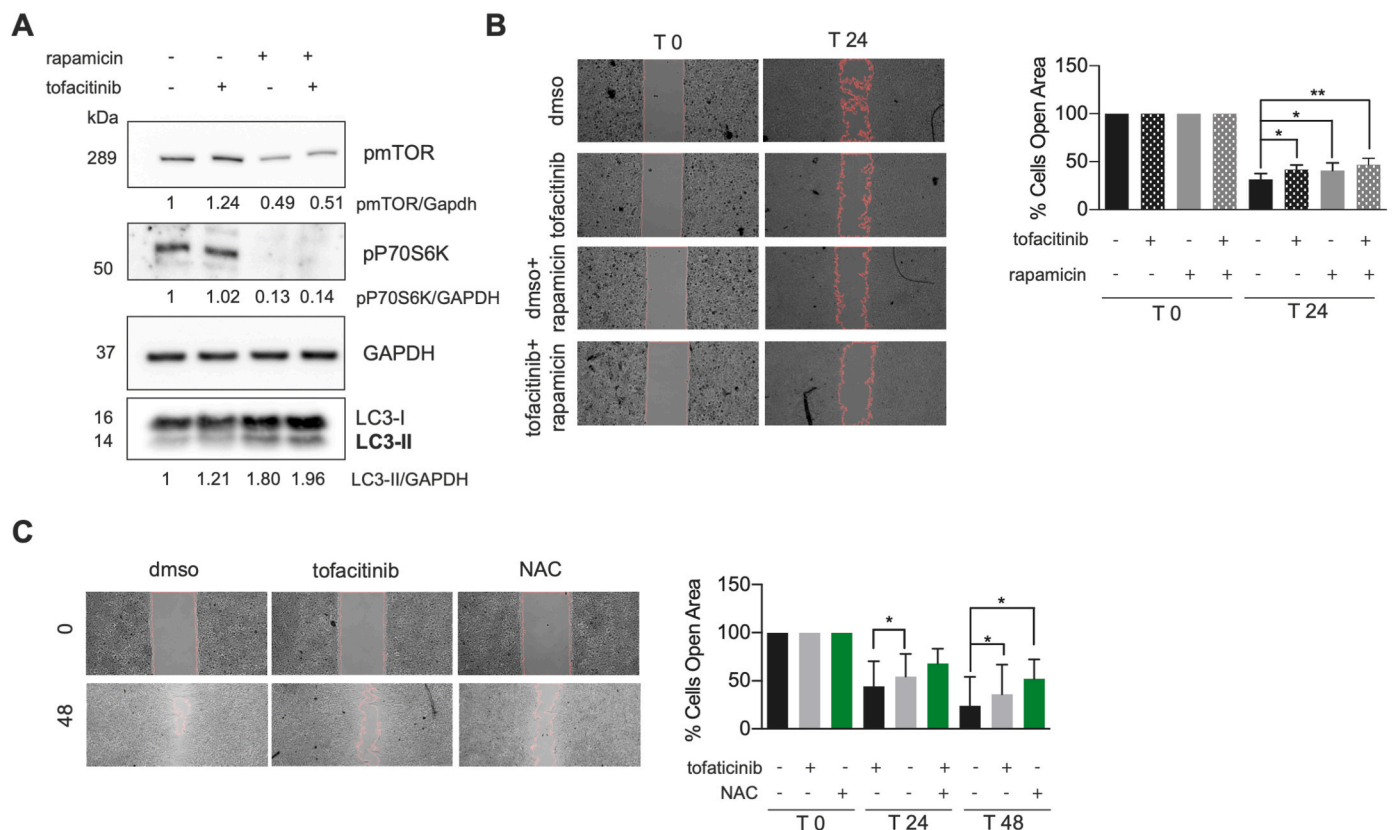 A
rapamicin - - + +
tofacitinib - + - +
kDa
289 pmTOR
1 1.24 0.49 0.51 pmTOR/Gapdh
50 pP70S6K
1 1.02 0.13 0.14 pP70S6K/GAPDH
37 GAPDH
16 LC3-I
14 LC3-II
1 1.21 1.80 1.96 LC3-II/GAPDH
B
T 0 T 24
dmso
tofacitinib
dmso+
rapamicin
tofacitinib+
rapamicin
% Cells Open Area
150
100
50
0
* * **
tofacitinib - + - + - + - +
rapamicin - - + + - - + +
T 0 T 24
C
dmso tofacitinib NAC
0
48
% Cells Open Area
150
100
50
0
* * *
tofaticinib - + - + - + - + -
NAC - - + - - + - - +
T 0 T 24 T 48